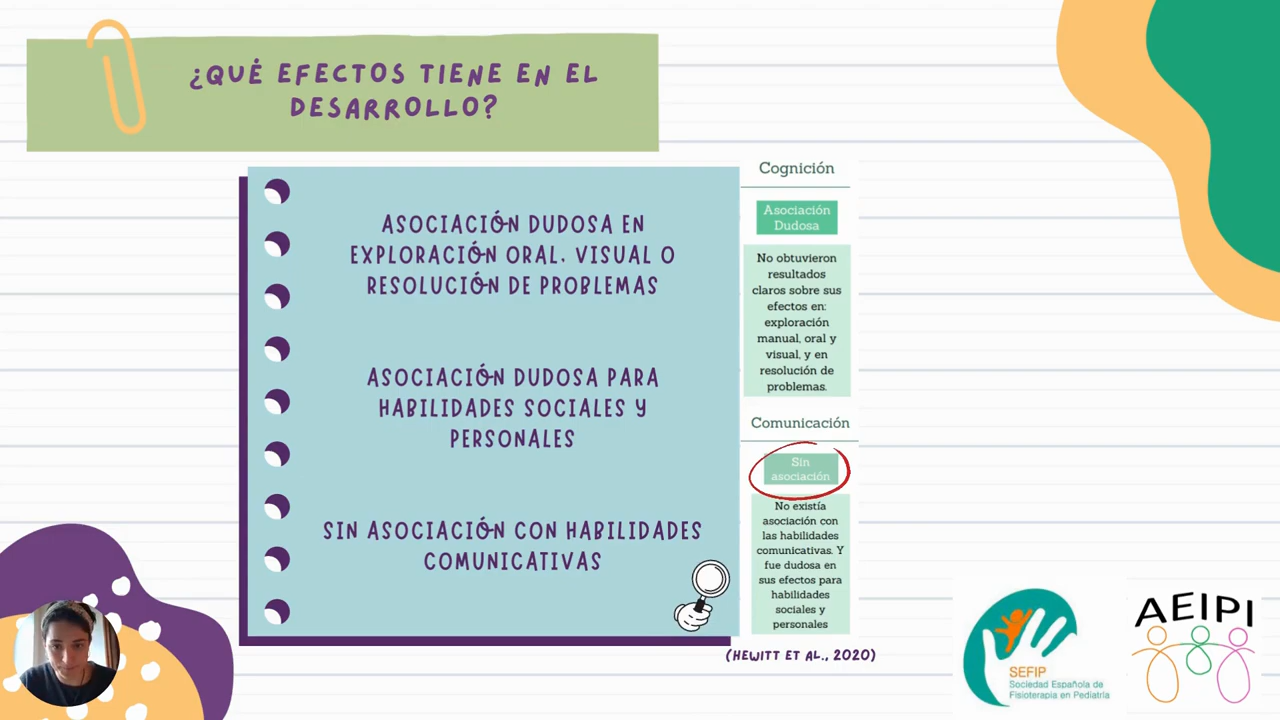 ¿QUÉ EFECTOS TIENE EN EL
DESARROLLO?
ASOCIACIÓN DUDOSA EN
EXPLORACIÓN ORAL, VISUAL O
RESOLUCIÓN DE PROBLEMAS
ASOCIACIÓN DUDOSA PARA
HABILIDADES SOCIALES Y
PERSONALES
SIN ASOCIACIÓN CON HABILIDADES
COMUNICATIVAS
Cognición
Asociación
Dudosa
No obtuvieron
resultados
claros sobre sus
efectos en:
exploración
manual, oral y
visual, y en
resolución de
problemas.
Comunicación
Sin
asociación
No existía
asociación con
las habilidades
comunicativas. Y
fue dudosa en
sus efectos para
habilidades
sociales y
personales
(HEWITT ET AL., 2020)
SEFIP
Sociedad Española de
Fisioterapia en Pediatría
AEIPI